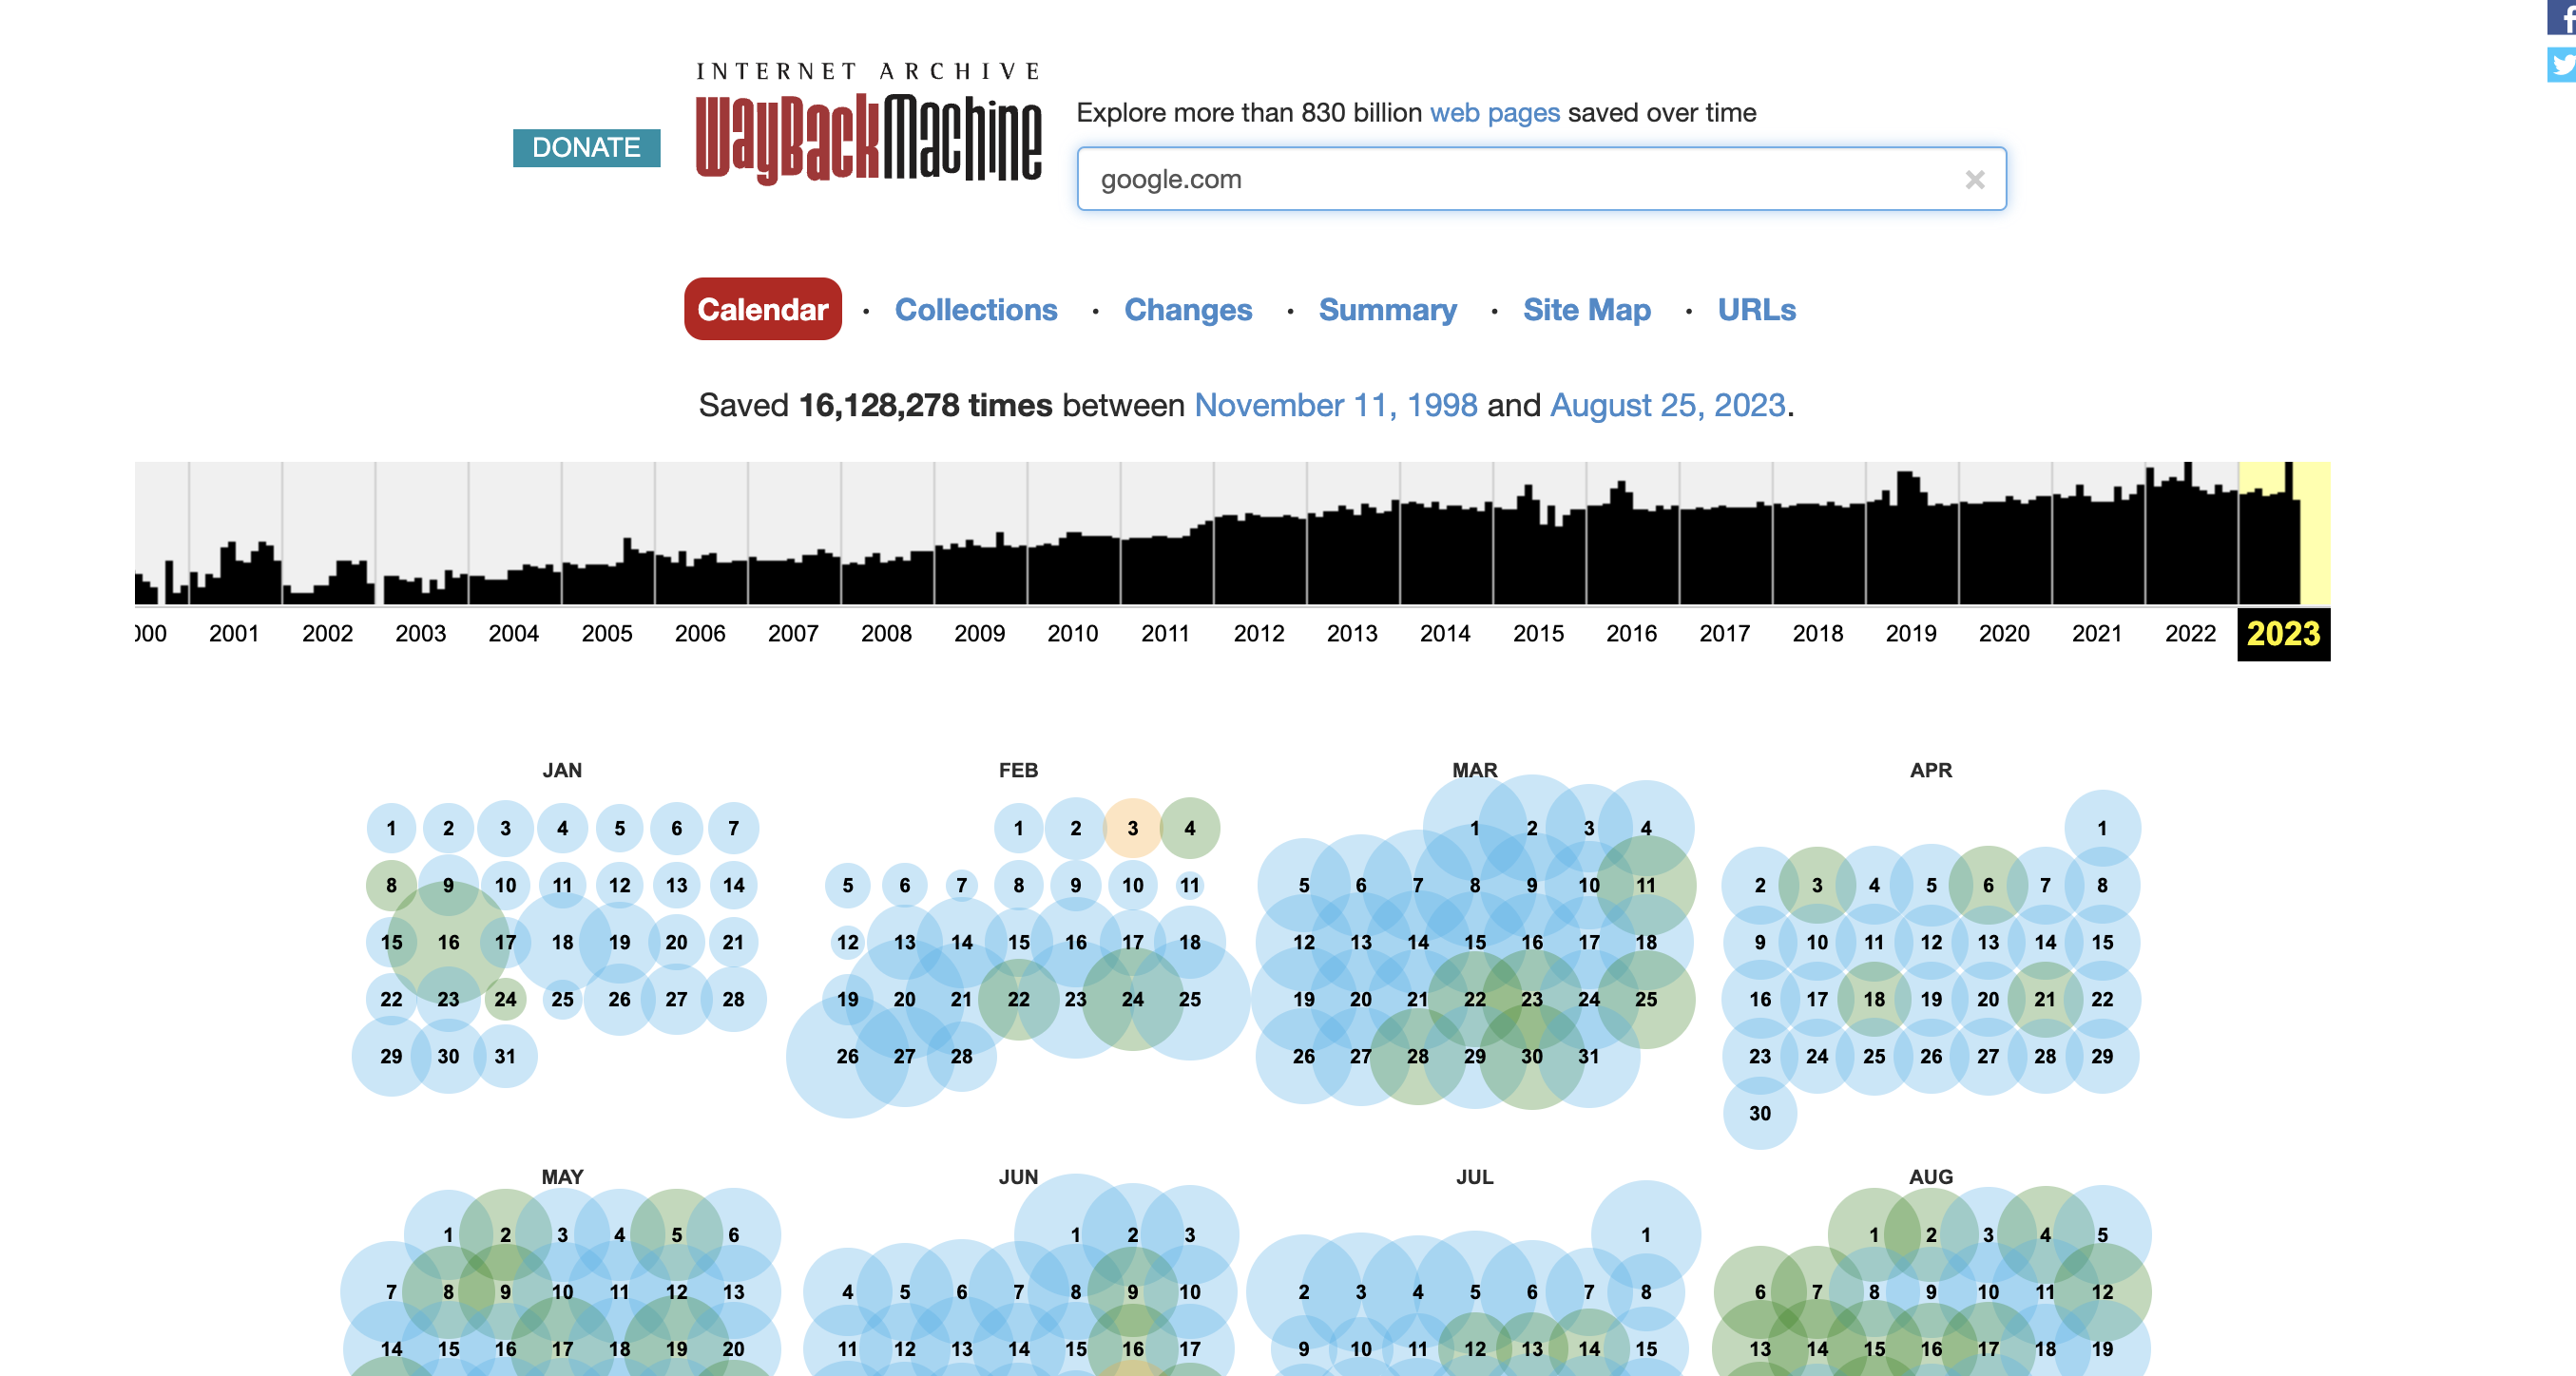 INTERNET ARCHIVE
WayBackMachine
DONATE
Explore more than 830 billion web pages saved over time
google.com
Calendar · Collections · Changes · Summary · Site Map · URLs
Saved 16,128,278 times between November 11, 1998 and August 25, 2023.
000 2001 2002 2003 2004 2005 2006 2007 2008 2009 2010 2011 2012 2013 2014 2015 2016 2017 2018 2019 2020 2021 2022 2023
JAN
1 2 3 4 5 6 7
8 9 10 11 12 13 14
15 16 17 18 19 20 21
22 23 24 25 26 27 28
29 30 31
FEB
1 2 3 4
5 6 7 8 9 10 11
12 13 14 15 16 17 18
19 20 21 22 23 24 25
26 27 28
MAR
1 2 3 4
5 6 7 8 9 10 11
12 13 14 15 16 17 18
19 20 21 22 23 24 25
26 27 28 29 30 31
APR
1
2 3 4 5 6 7 8
9 10 11 12 13 14 15
16 17 18 19 20 21 22
23 24 25 26 27 28 29
30
MAY
1 2 3 4 5 6
7 8 9 10 11 12 13
14 15 16 17 18 19 20
JUN
1 2 3
4 5 6 7 8 9 10
11 12 13 14 15 16 17
JUL
1
2 3 4 5 6 7 8
9 10 11 12 13 14 15
AUG
1 2 3 4 5
6 7 8 9 10 11 12
13 14 15 16 17 18 19